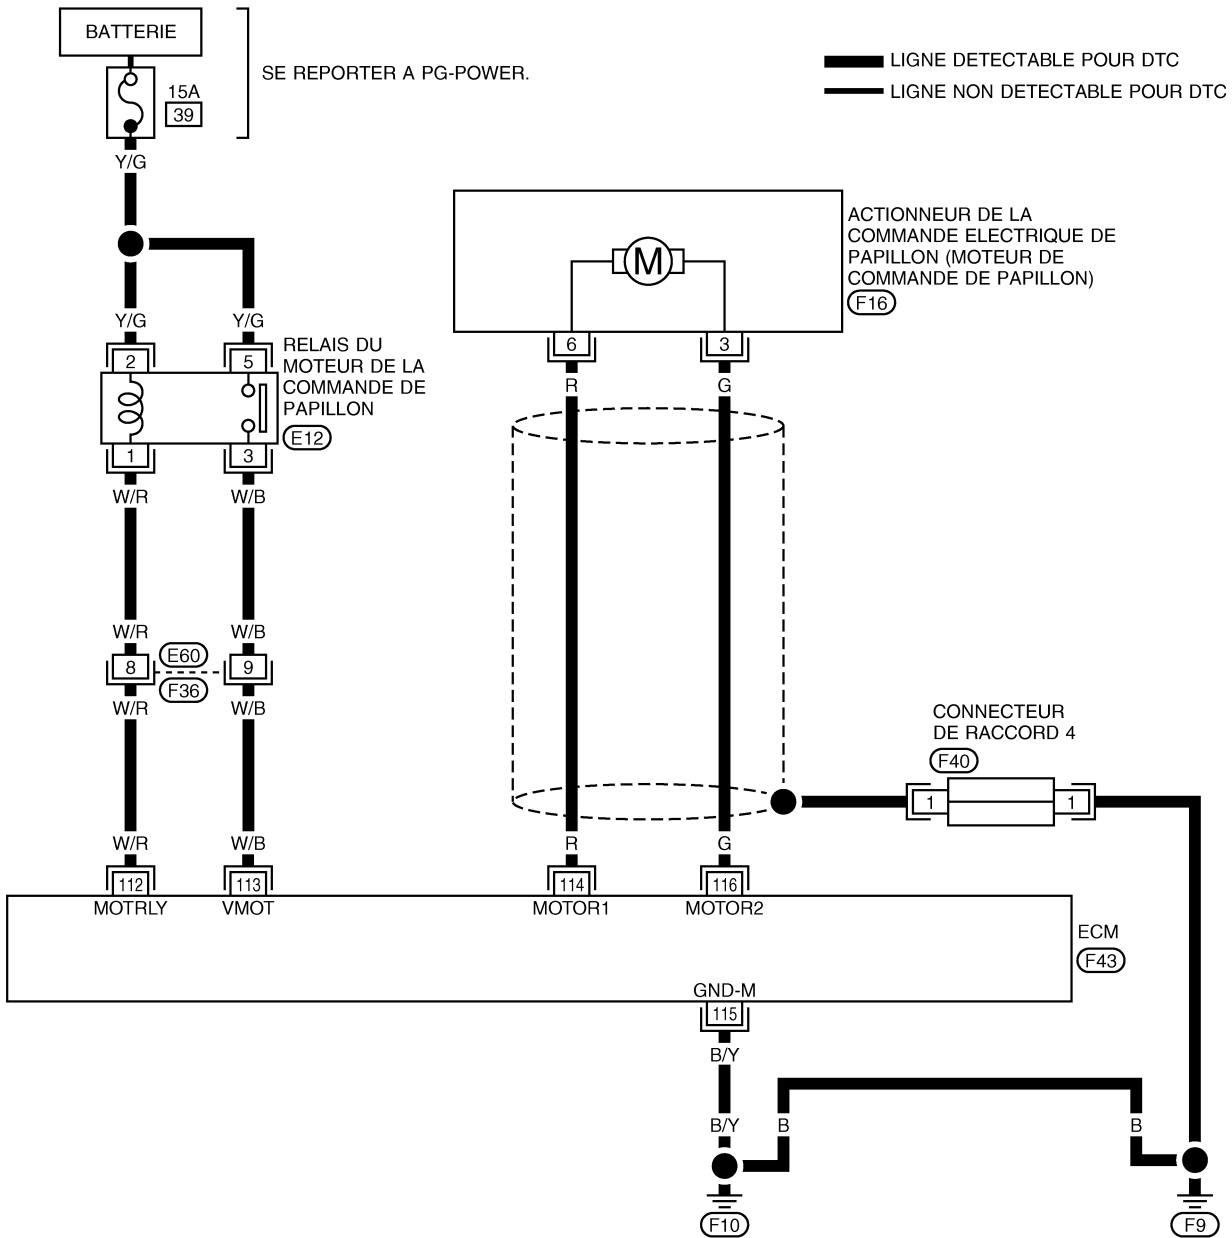 BATTERIE
SE REPORTER A PG-POWER.
15A
39
LIGNE DETECTABLE POUR DTC
LIGNE NON DETECTABLE POUR DTC
Y/G
Y/G
Y/G
2
5
RELAIS DU
MOTEUR DE LA
COMMANDE DE
PAPILLON
E12
1
3
W/R
W/B
W/R
W/B
8
E60
F36
9
W/R
W/B
W/R
W/B
M
ACTIONNEUR DE LA
COMMANDE ELECTRIQUE DE
PAPILLON (MOTEUR DE
COMMANDE DE PAPILLON)
F16
6
3
R
G
R
G
CONNECTEUR
DE RACCORD 4
F40
1
1
112
113
114
116
MOTRLY
VMOT
MOTOR1
MOTOR2
ECM
F43
GND-M
115
B/Y
B/Y
B
B
F10
F9